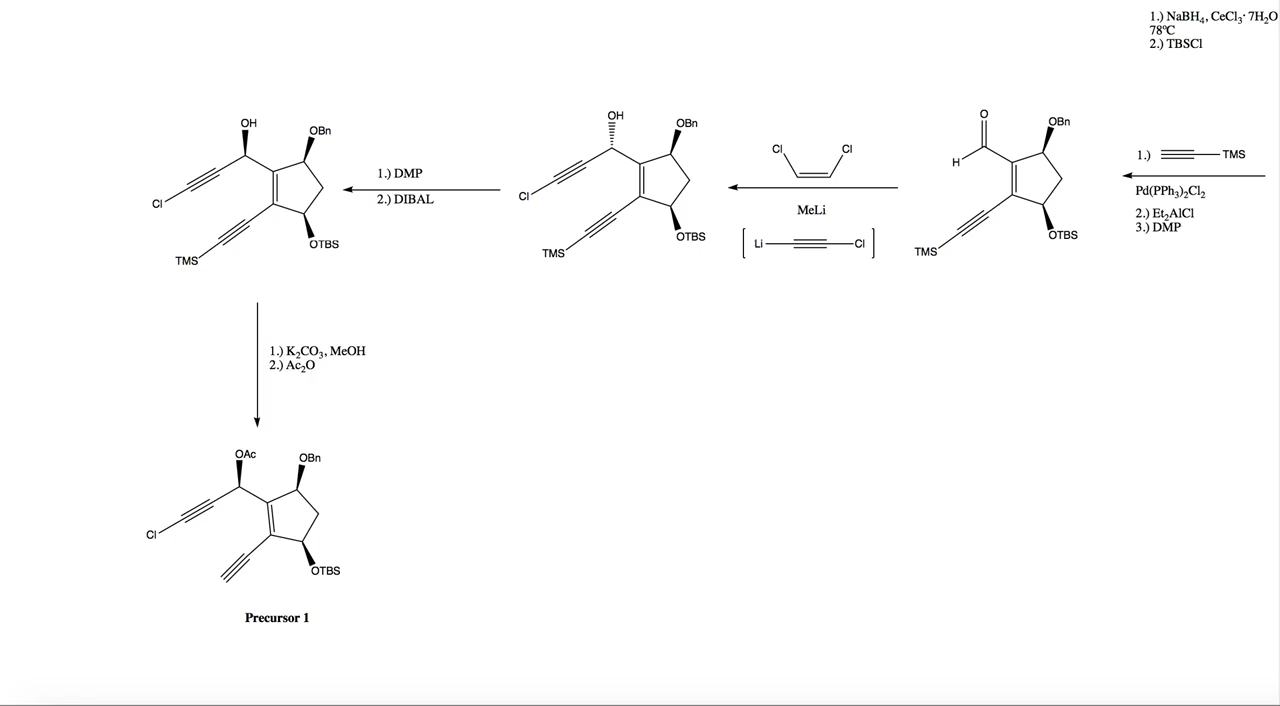 1.) NaBH₄, CeCl₃· 7H₂O
78ºC
2.) TBSCl
OH
OBn
Cl
TMS
OTBS
1.) DMP
2.) DIBAL
OH
OBn
Cl
TMS
OTBS
Cl Cl
MeLi
[ Li Cl ]
O
H
OBn
TMS
OTBS
1.) TMS
Pd(PPh₃)₂Cl₂
2.) Et₂AlCl
3.) DMP
1.) K₂CO₃, MeOH
2.) Ac₂O
OAc
OBn
Cl
OTBS
Precursor 1